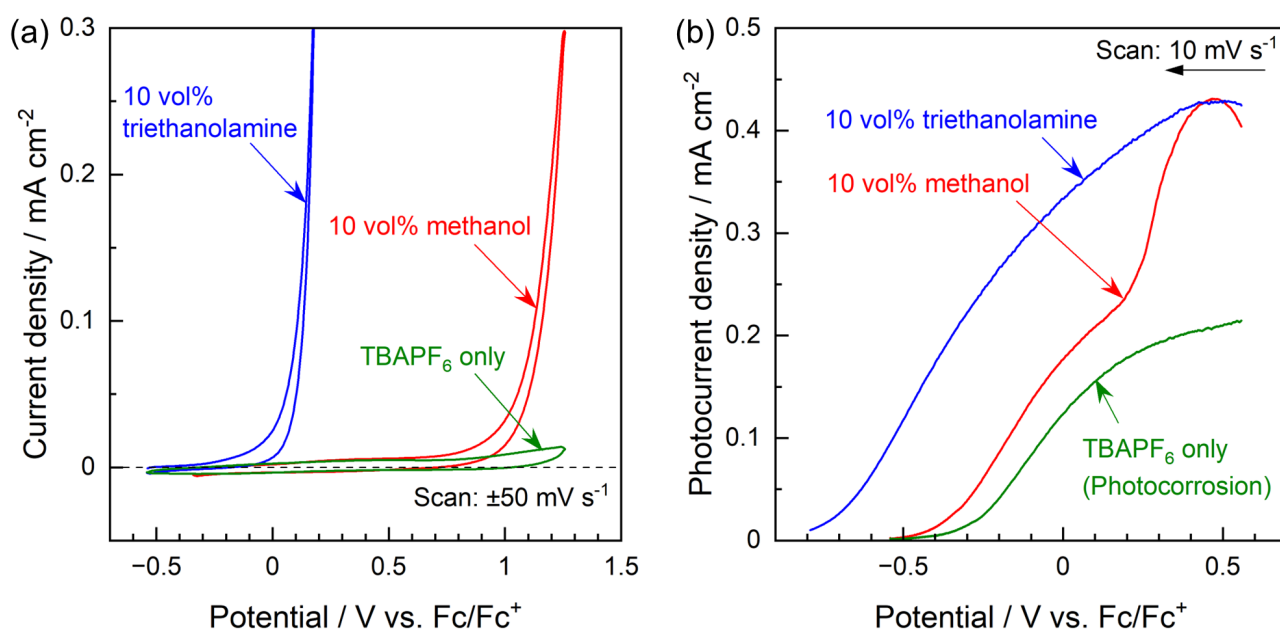 (a)
Current density / mA cm⁻²
0.3
0.2
0.1
0
10 vol%
triethanolamine
10 vol% methanol
TBAPF₆ only
Scan: ±50 mV s⁻¹
−0.5
0
0.5
1
1.5
Potential / V vs. Fc/Fc⁺
(b)
Photocurrent density / mA cm⁻²
0.5
0.4
0.3
0.2
0.1
0
Scan: 10 mV s⁻¹
10 vol% triethanolamine
10 vol% methanol
TBAPF₆ only
(Photocorrosion)
−0.5
0
0.5
Potential / V vs. Fc/Fc⁺